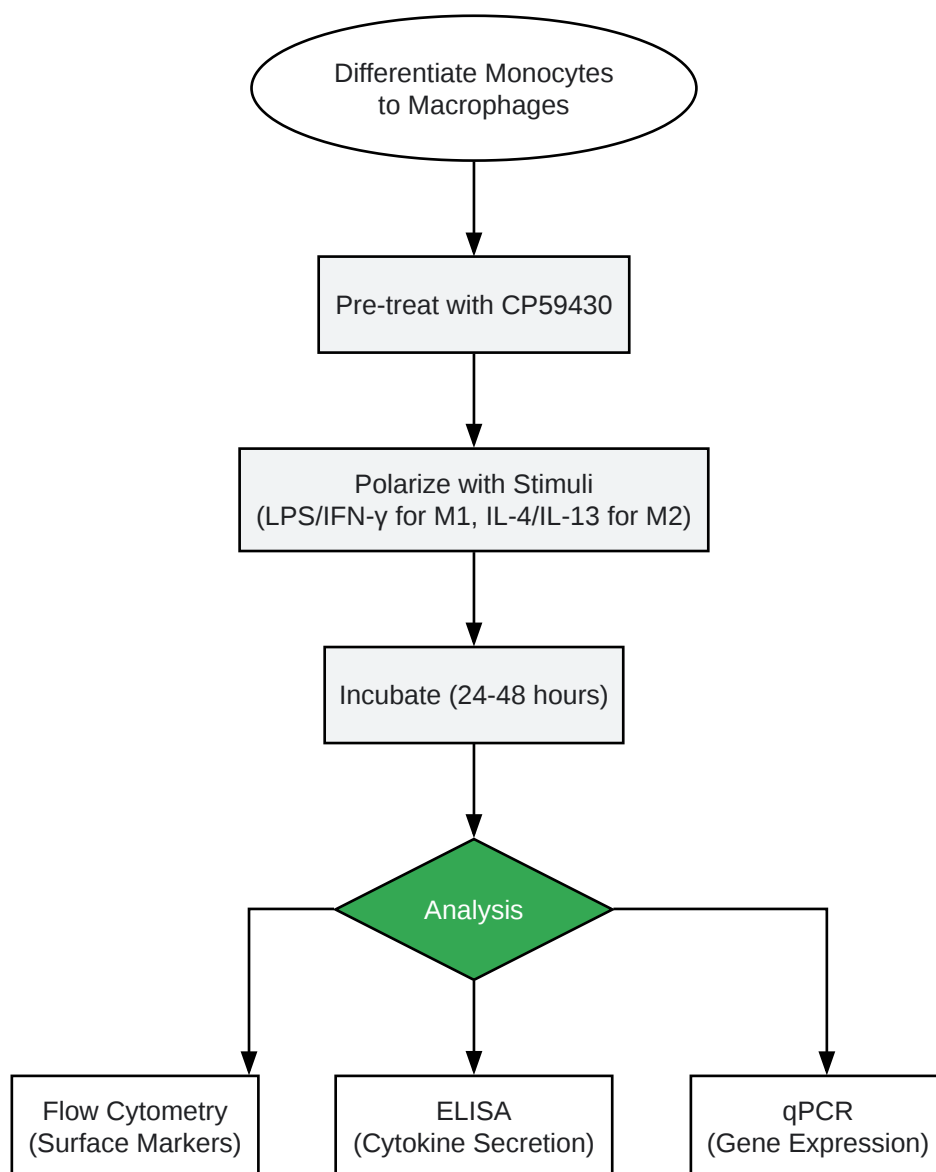 Differentiate Monocytes
to Macrophages
Pre-treat with CP59430
Polarize with Stimuli
(LPS/IFN-γ for M1, IL-4/IL-13 for M2)
Incubate (24-48 hours)
Analysis
Flow Cytometry
(Surface Markers)
ELISA
(Cytokine Secretion)
qPCR
(Gene Expression)